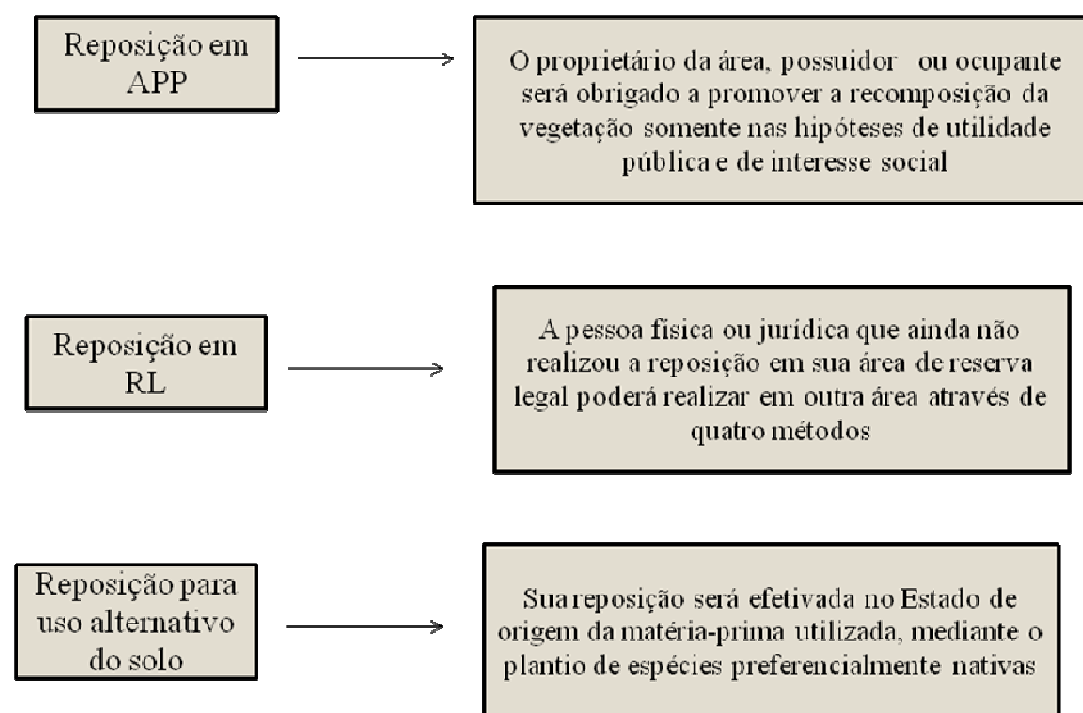 Reposição em
APP
O proprietário da área, possuidor ou ocupante
será obrigado a promover a recomposição da
vegetação somente nas hipóteses de utilidade
pública e de interesse social
Reposição em
RL
A pessoa física ou jurídica que ainda não
realizou a reposição em sua área de reserva
legal poderá realizar em outra área através de
quatro métodos
Reposição para
uso alternativo
do solo
Sua reposição será efetivada no Estado de
origem da matéria-prima utilizada, mediante o
plantio de espécies preferencialmente nativas